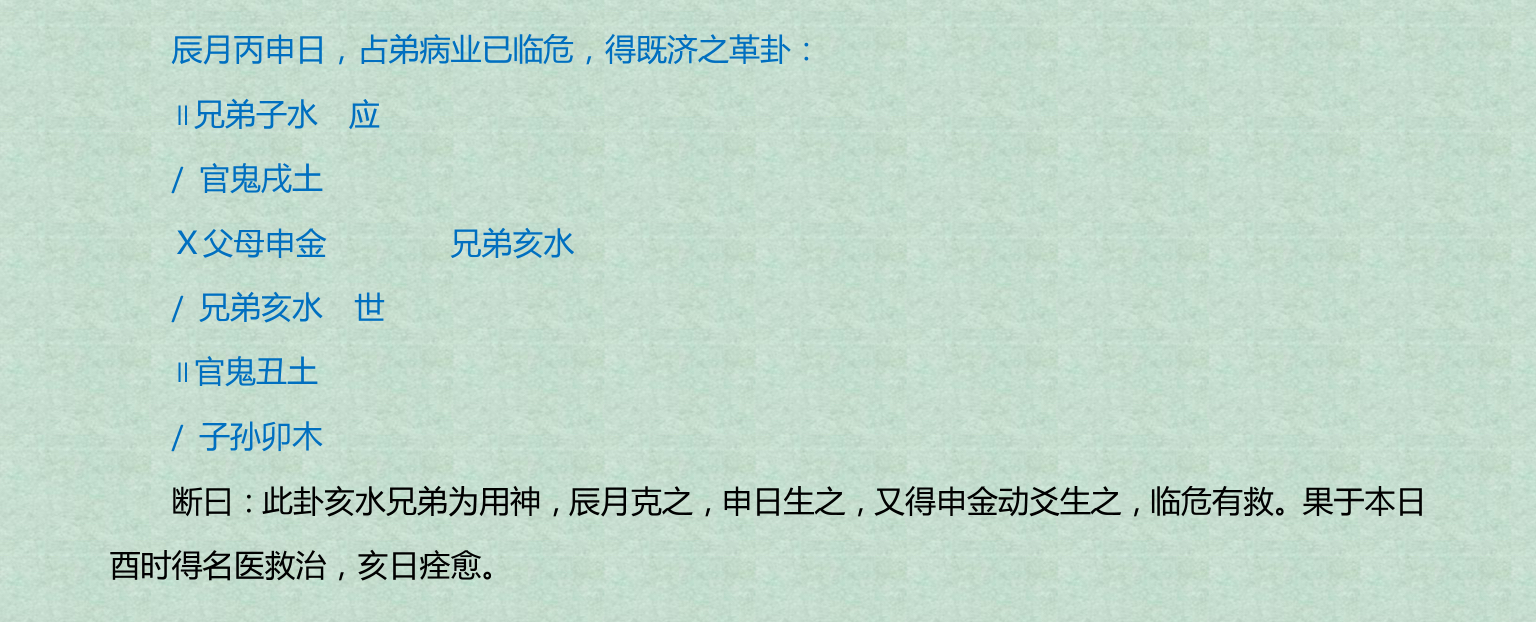 辰月丙申日，占弟病业已临危，得既济之革卦：
∥兄弟子水　应
/ 官鬼戌土
X父母申金　　　　兄弟亥水
/ 兄弟亥水　世
∥官鬼丑土
/ 子孙卯木
断曰：此卦亥水兄弟为用神，辰月克之，申日生之，又得申金动爻生之，临危有救。果于本日
酉时得名医救治，亥日痊愈。